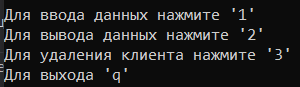 Для ввода данных нажмите '1'
Для вывода данных нажмите '2'
Для удаления клиента нажмите '3'
Для выхода 'q'